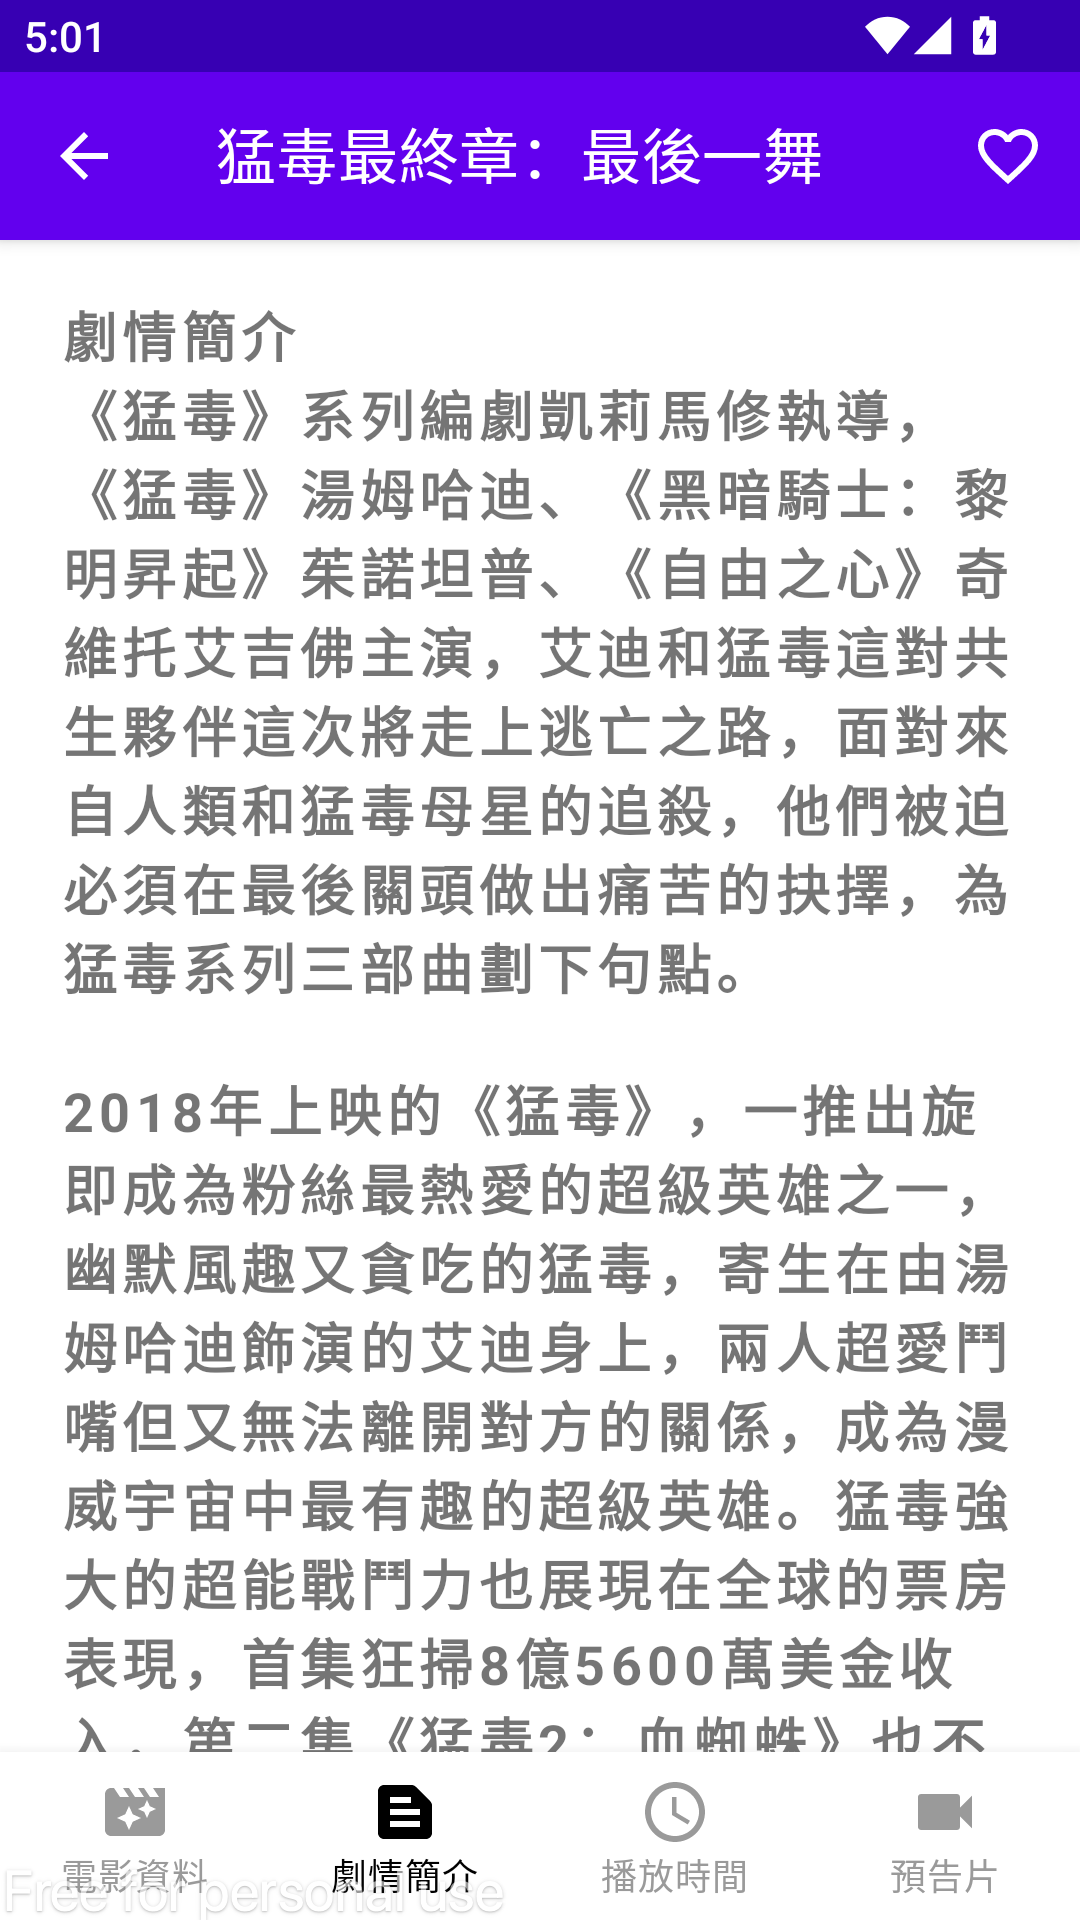 5:01
猛毒最終章：最後一舞
劇情簡介
《猛毒》系列編劇凱莉馬修執導，
《猛毒》湯姆哈迪、《黑暗騎士：黎
明昇起》茱諾坦普、《自由之心》奇
維托艾吉佛主演，艾迪和猛毒這對共
生夥伴這次將走上逃亡之路，面對來
自人類和猛毒母星的追殺，他們被迫
必須在最後關頭做出痛苦的抉擇，為
猛毒系列三部曲劃下句點。
2018年上映的《猛毒》，一推出旋
即成為粉絲最熱愛的超級英雄之一，
幽默風趣又貪吃的猛毒，寄生在由湯
姆哈迪飾演的艾迪身上，兩人超愛鬥
嘴但又無法離開對方的關係，成為漫
威宇宙中最有趣的超級英雄。猛毒強
大的超能戰鬥力也展現在全球的票房
表現，首集狂掃8億5600萬美金收
入，第二集《猛毒2：血蜘蛛》也不
電影資料
劇情簡介
播放時間
預告片
Free for personal use